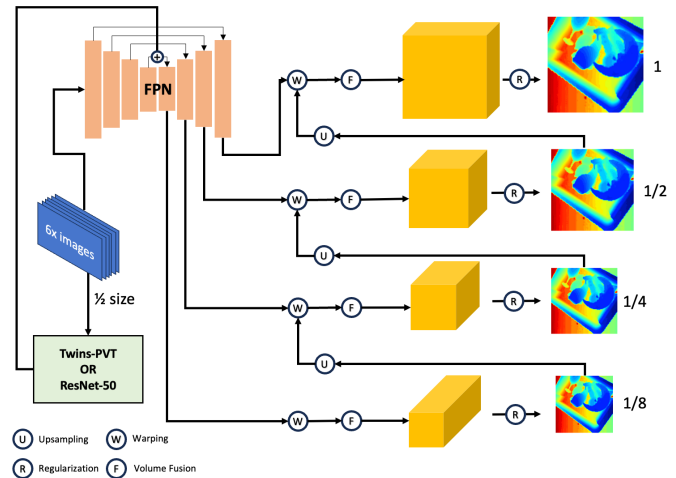 FPN
+
W
F
R
1
U
6x images
W
F
R
1/2
U
½ size
W
F
R
1/4
Twins-PVT
OR
ResNet-50
U
W
F
R
1/8
U Upsampling
W Warping
R Regularization
F Volume Fusion